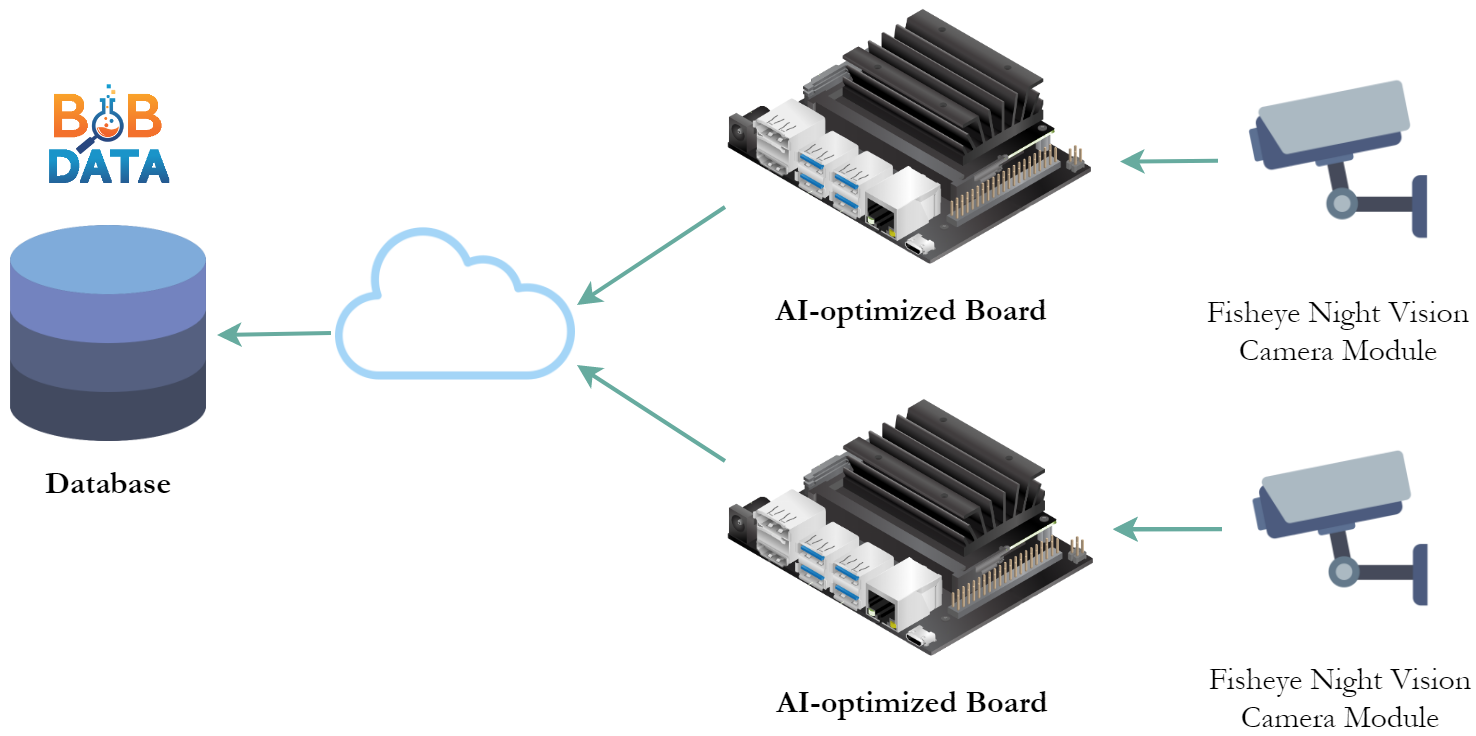 BOB
DATA
Database
AI-optimized Board
Fisheye Night Vision
Camera Module
AI-optimized Board
Fisheye Night Vision
Camera Module